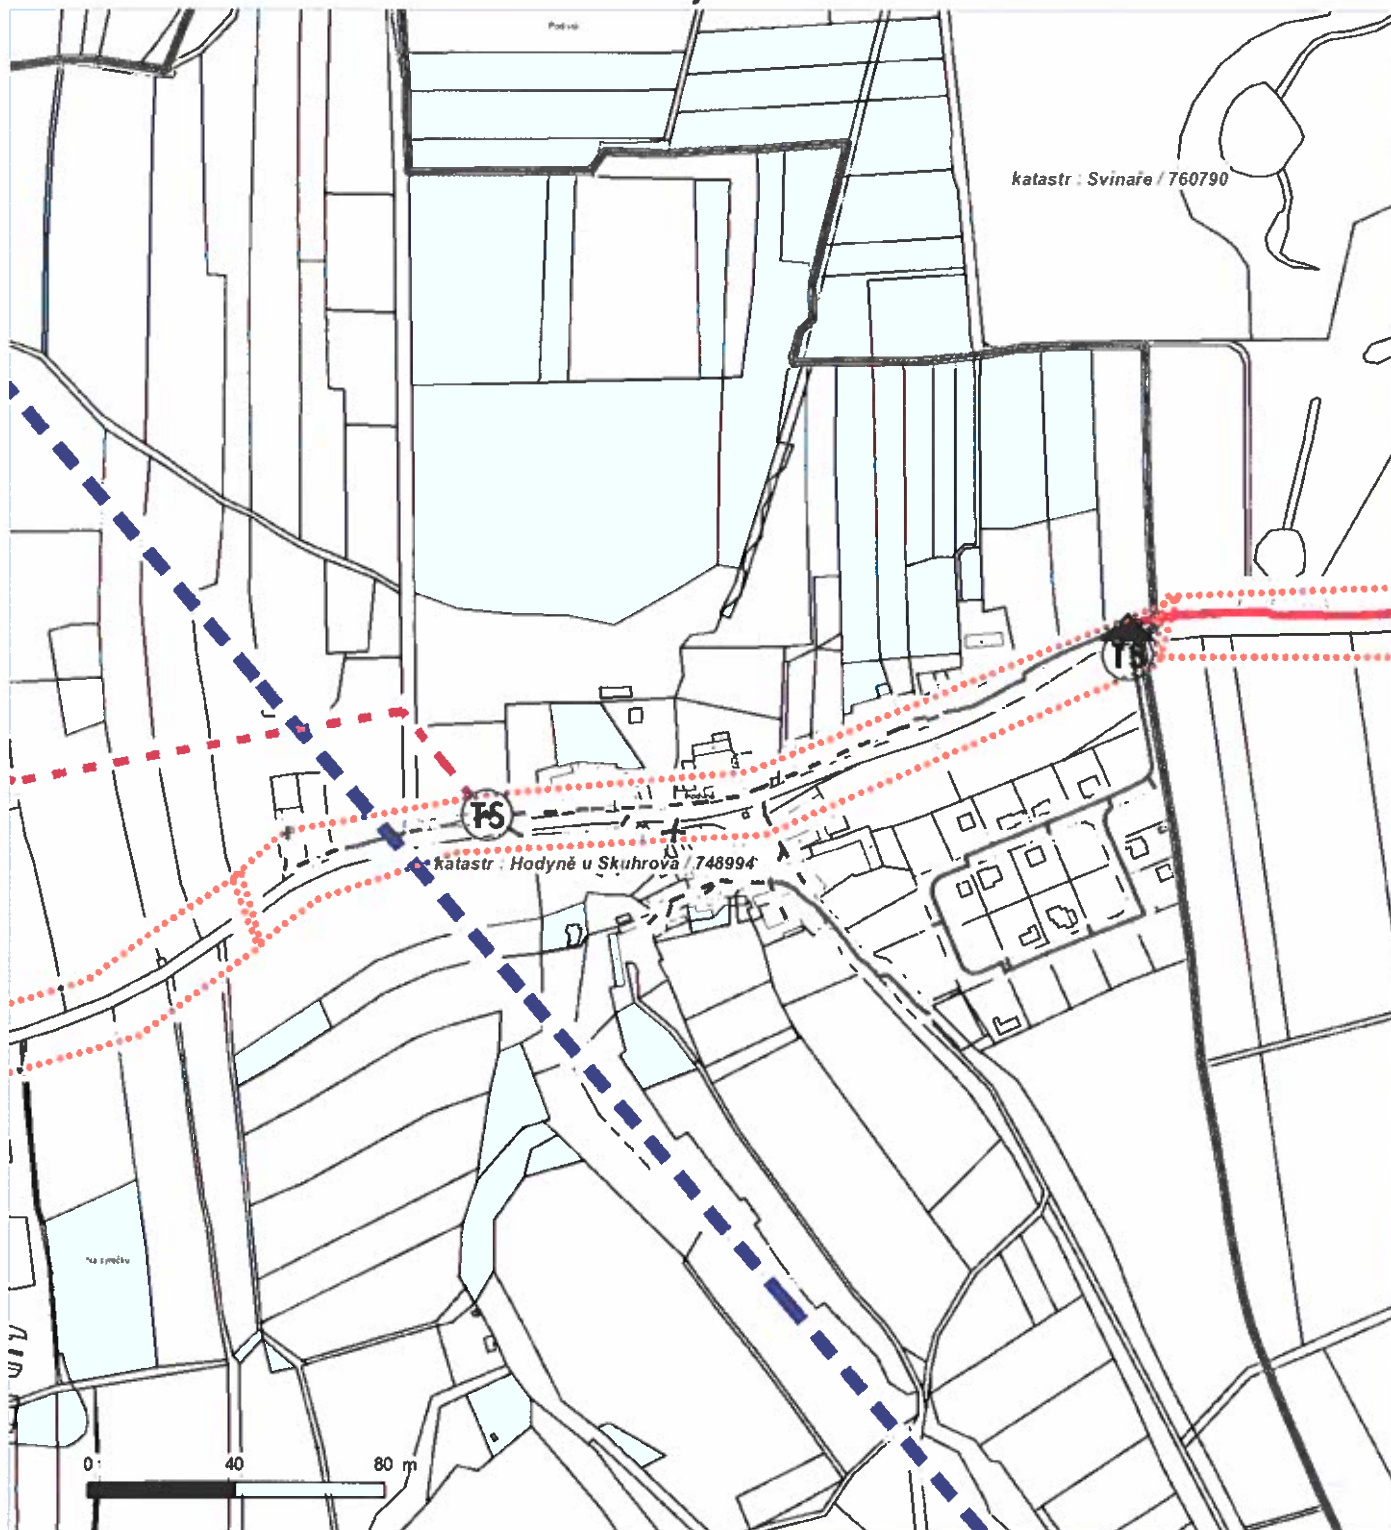 katastr : Svinaře / 760790
TS
TS
katastr : Hodyně u Skuhrova / 748994
0 40 80 m